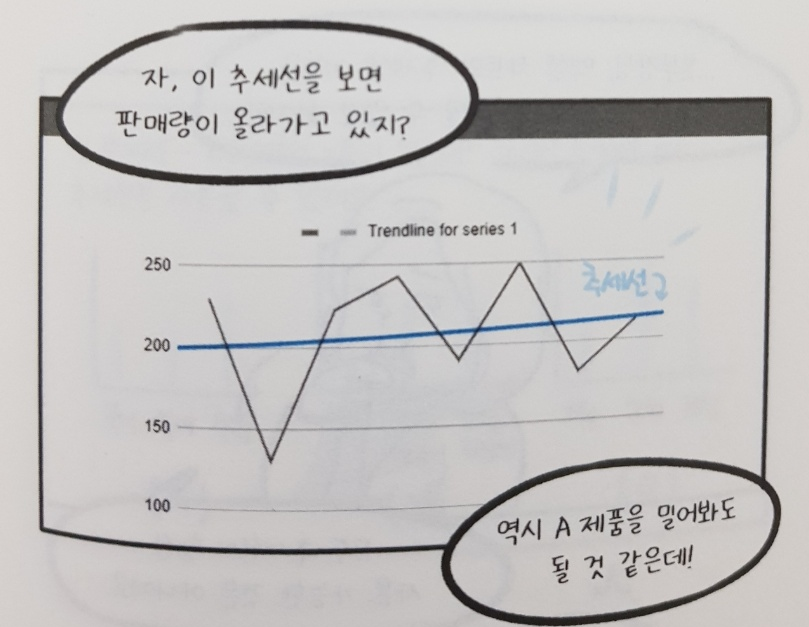 자, 이 추세선을 보면
판매량이 올라가고 있지?
Trendline for series 1
250
추세선
200
150
100
역시 A 제품을 밀어봐도
될 것 같은데!